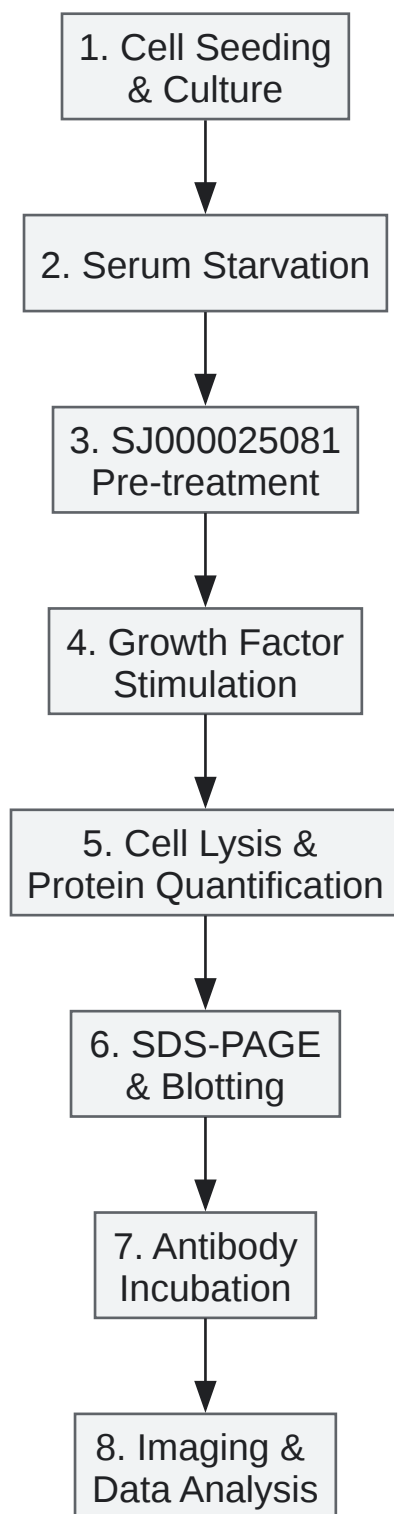 1. Cell Seeding
& Culture
2. Serum Starvation
3. SJ000025081
Pre-treatment
4. Growth Factor
Stimulation
5. Cell Lysis &
Protein Quantification
6. SDS-PAGE
& Blotting
7. Antibody
Incubation
8. Imaging &
Data Analysis